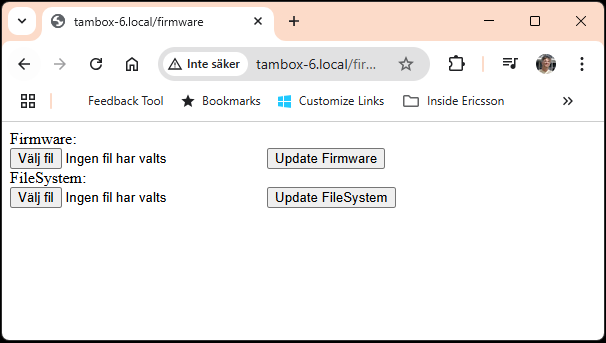 tambox-6.local/firmware
Inte säker tambox-6.local/fir...
Feedback Tool Bookmarks Customize Links Inside Ericsson
Firmware:
Välj fil Ingen fil har valts Update Firmware
FileSystem:
Välj fil Ingen fil har valts Update FileSystem